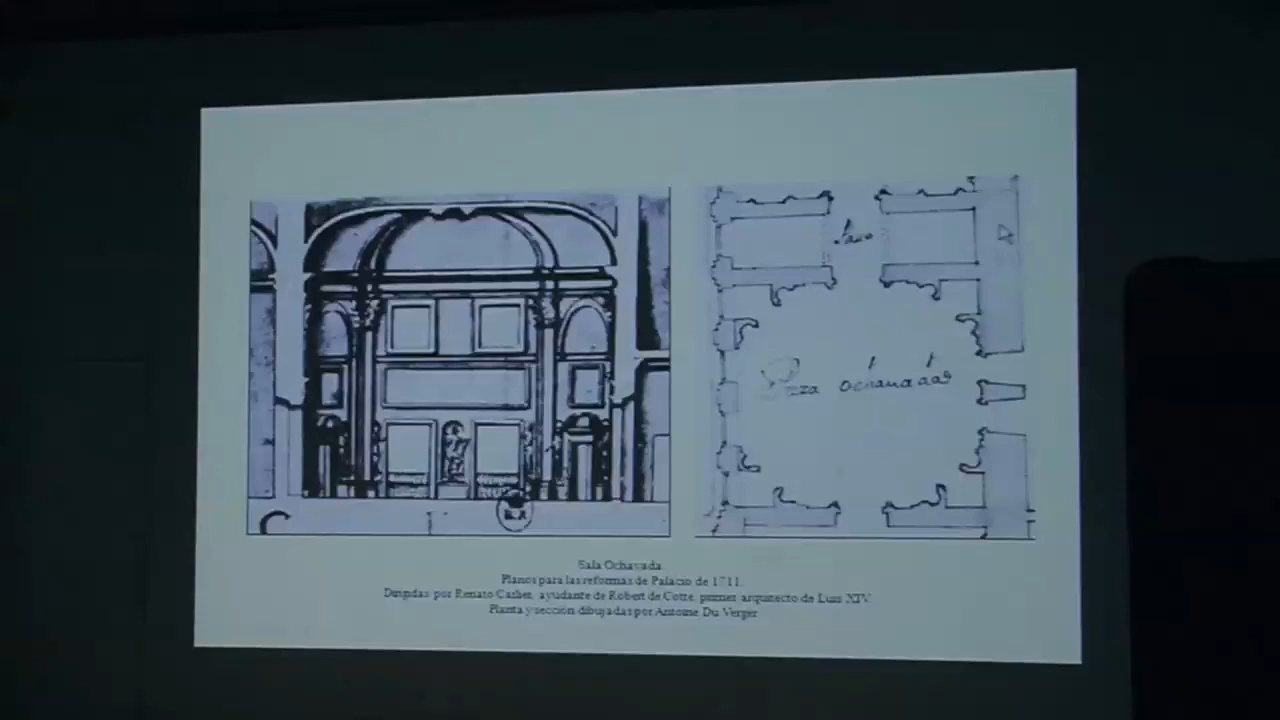 Pieza ochauada
Sala Ochavada
Planos para las reformas de Palacio de 1711.
Dirigidas por Renato Carlier, ayudante de Robert de Cotte, primer arquitecto de Luis XIV.
Planta y sección dibujadas por Antoine Du Verger